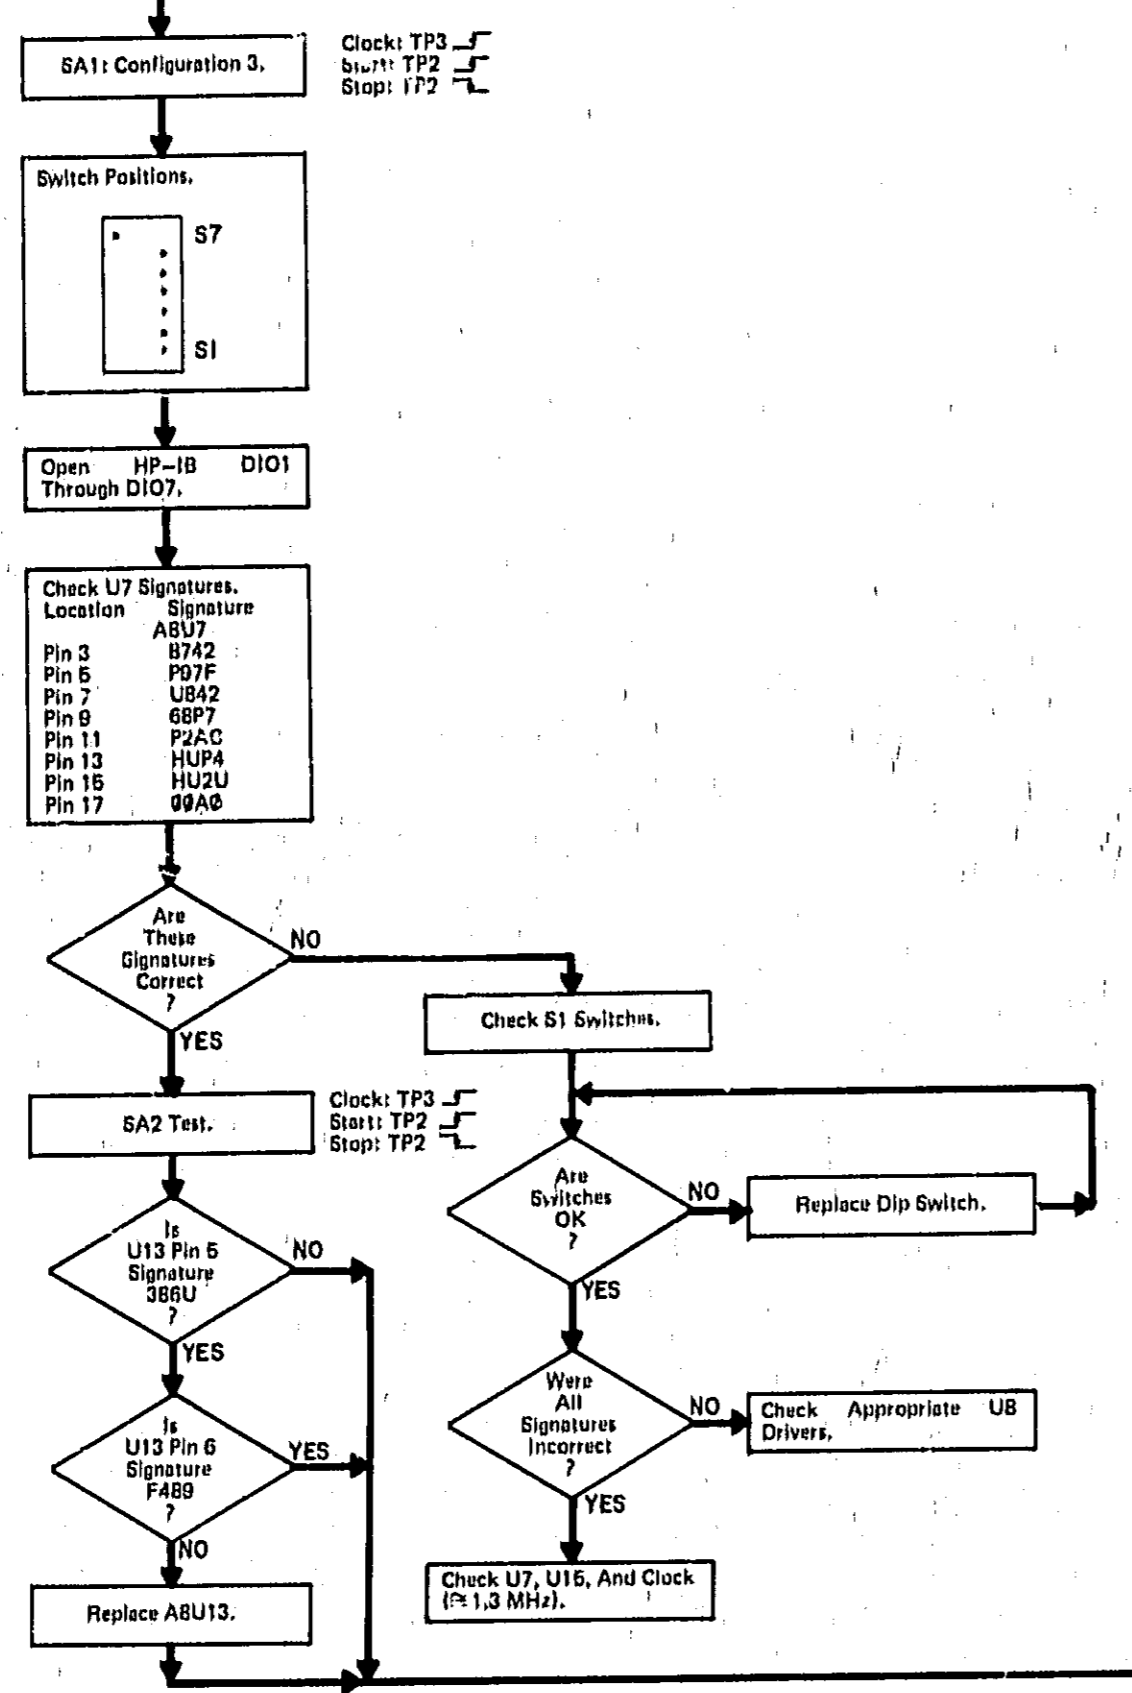 SA1: Configuration 3.
Clock: TP3
Start: TP2
Stop: TP2
Switch Positions.
S7
S1
Open HP-IB DIO1
Through DIO7.
Check U7 Signatures.
Location Signature
A8U7
Pin 3 8742
Pin 5 P97F
Pin 7 U842
Pin 9 68P7
Pin 11 P2AC
Pin 13 HUP4
Pin 15 HU2U
Pin 17 00A0
Are
These
Signatures
Correct
?
NO
YES
Check S1 Switches.
SA2 Test.
Clock: TP3
Start: TP2
Stop: TP2
Are
Switches
OK
?
NO
Replace Dip Switch.
YES
Is
U13 Pin 5
Signature
386U
?
NO
YES
Were
All
Signatures
Incorrect
?
NO
Check Appropriate U8
Drivers.
YES
Is
U13 Pin 6
Signature
F489
?
YES
NO
Check U7, U15, And Clock
(≅ 1.3 MHz).
Replace A8U13.